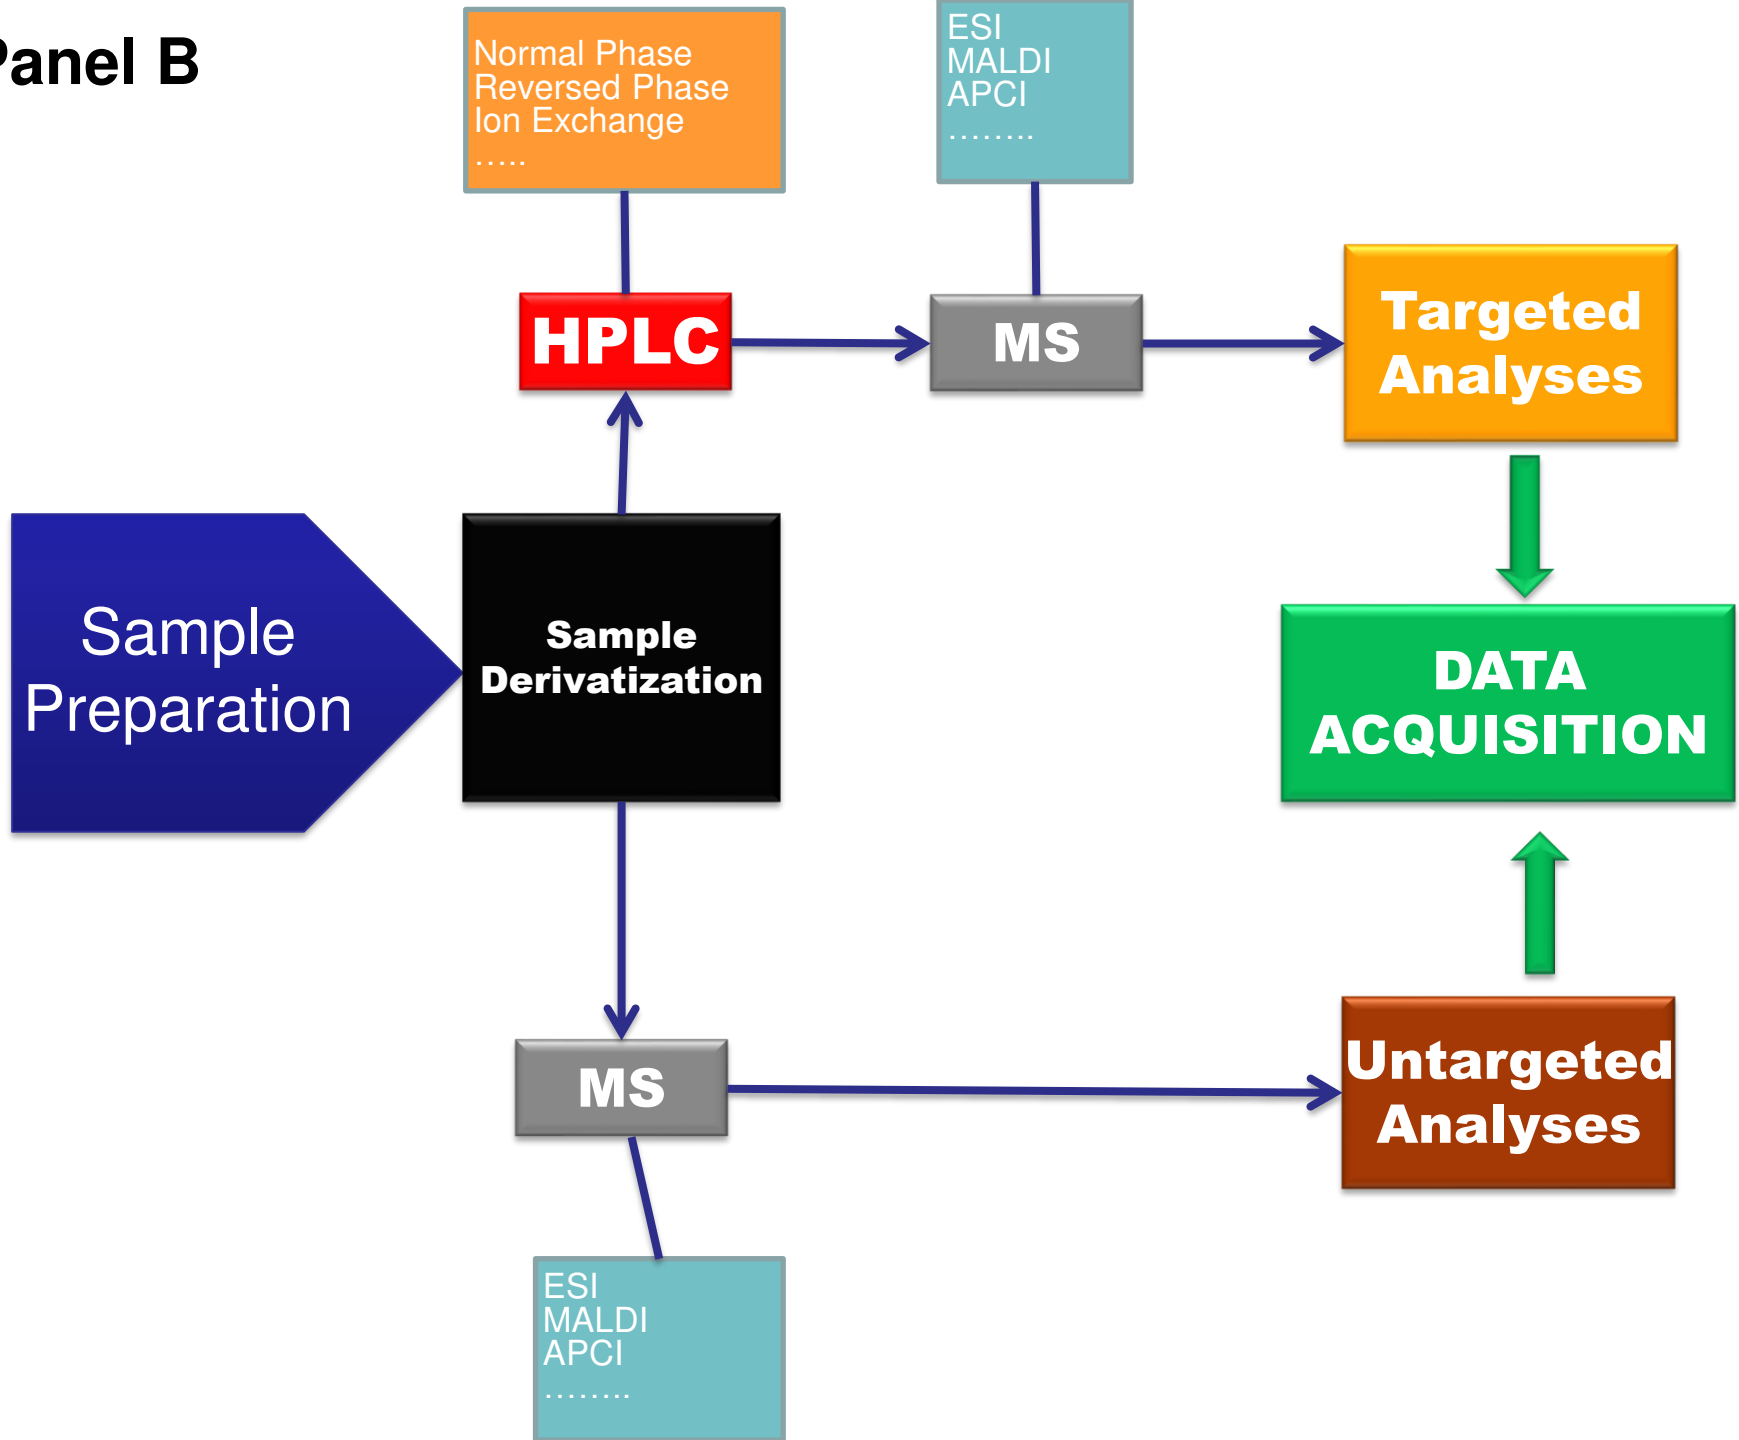 Panel B
Normal Phase
Reversed Phase
Ion Exchange
.....
ESI
MALDI
APCI
........
HPLC
MS
Targeted
Analyses
Sample
Preparation
Sample
Derivatization
DATA
ACQUISITION
MS
Untargeted
Analyses
ESI
MALDI
APCI
........